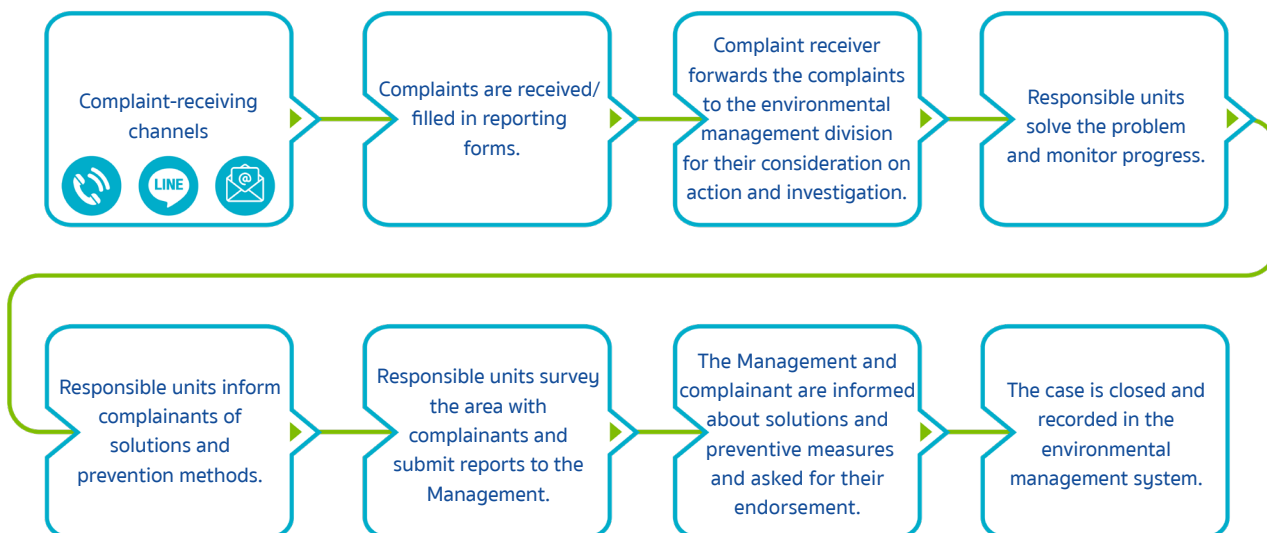 Complaint-receiving
channels
LINE
@
Complaints are received/
filled in reporting
forms.
Complaint receiver
forwards the complaints
to the environmental
management division
for their consideration on
action and investigation.
Responsible units
solve the problem
and monitor progress.
Responsible units inform
complainants of
solutions and
prevention methods.
Responsible units survey
the area with
complainants and
submit reports to the
Management.
The Management and
complainant are informed
about solutions and
preventive measures
and asked for their
endorsement.
The case is closed and
recorded in the
environmental
management system.